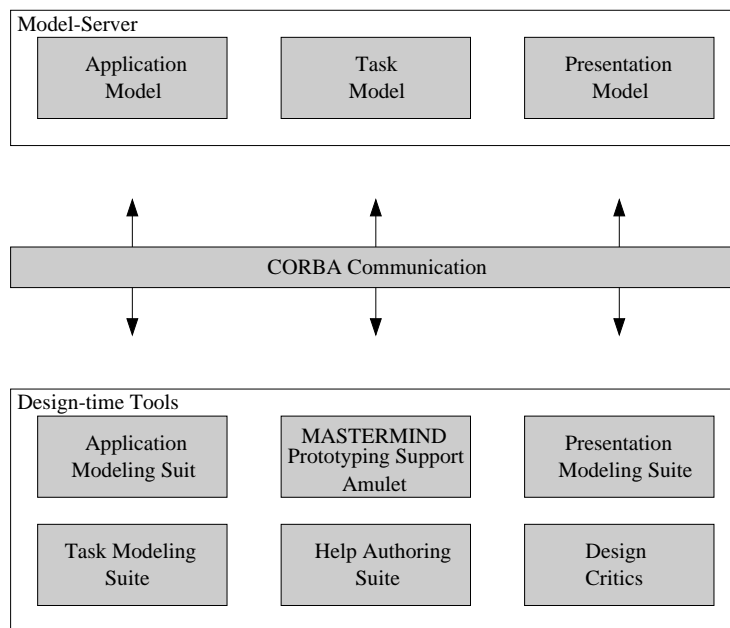 Model-Server
Application
Model
Task
Model
Presentation
Model
CORBA Communication
Design-time Tools
Application
Modeling Suit
MASTERMIND
Prototyping Support
Amulet
Presentation
Modeling Suite
Task Modeling
Suite
Help Authoring
Suite
Design
Critics